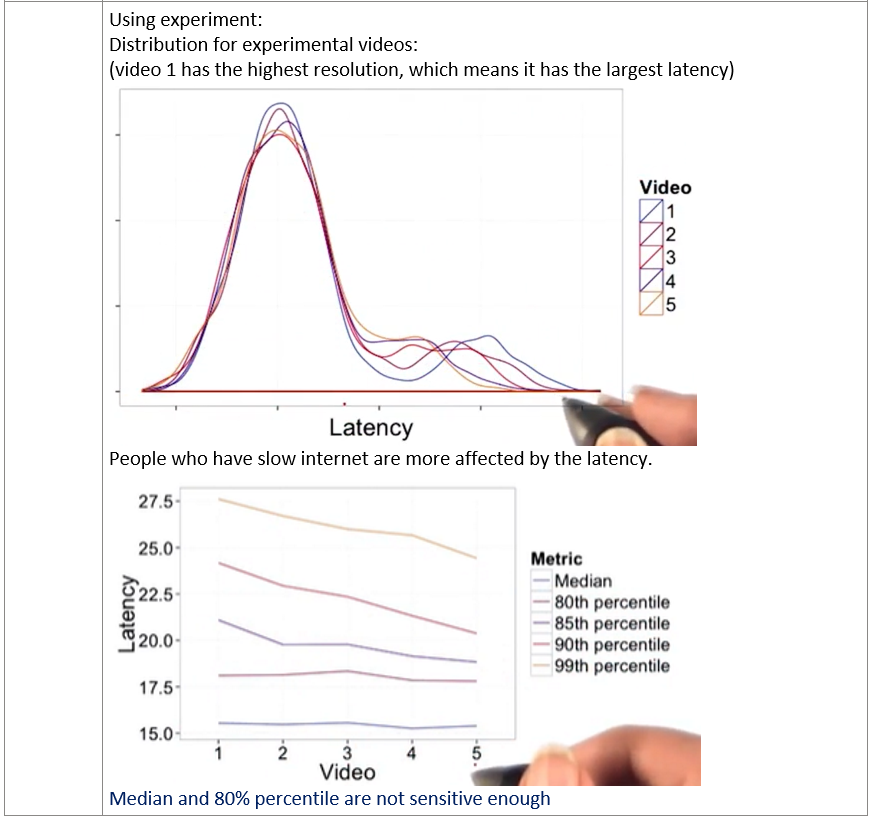 Using experiment:
Distribution for experimental videos:
(video 1 has the highest resolution, which means it has the largest latency)
Video
1
2
3
4
5
Latency
People who have slow internet are more affected by the latency.
27.5
25.0
22.5
20.0
17.5
15.0
Latency
1 2 3 4 5
Video
Metric
Median
80th percentile
85th percentile
90th percentile
99th percentile
Median and 80% percentile are not sensitive enough